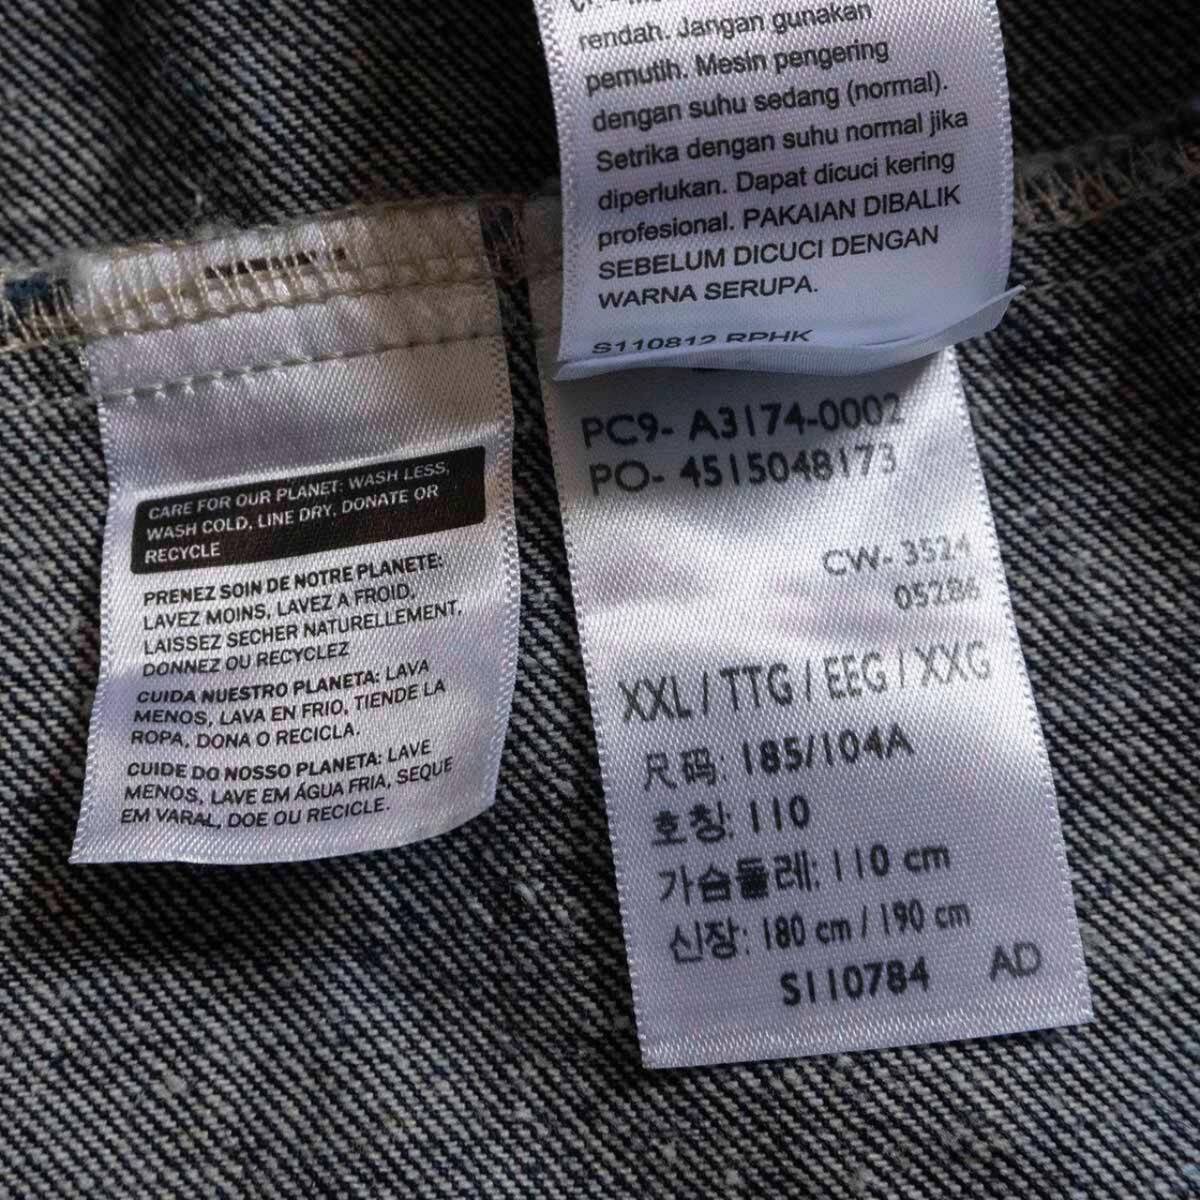 rendah. Jangan gunakan
pemutih. Mesin pengering
dengan suhu sedang (normal).
Setrika dengan suhu normal jika
diperlukan. Dapat dicuci kering
profesional. PAKAIAN DIBALIK
SEBELUM DICUCI DENGAN
WARNA SERUPA.
S110812 RPHK
CARE FOR OUR PLANET: WASH LESS,
WASH COLD, LINE DRY, DONATE OR
RECYCLE
PRENEZ SOIN DE NOTRE PLANETE:
LAVEZ MOINS, LAVEZ A FROID,
LAISSEZ SECHER NATURELLEMENT,
DONNEZ OU RECYCLEZ
CUIDA NUESTRO PLANETA: LAVA
MENOS, LAVA EN FRIO, TIENDE LA
ROPA, DONA O RECICLA.
CUIDE DO NOSSO PLANETA: LAVE
MENOS, LAVE EM ÁGUA FRIA, SEQUE
EM VARAL, DOE OU RECICLE.
PC9- A3174-0002
PO- 4515048173
CW- 3524
05286
XXL / TTG / EEG / XXG
尺码: 185/104A
호칭: 110
가슴둘레: 110 cm
신장: 180 cm / 190 cm
S110784 AD